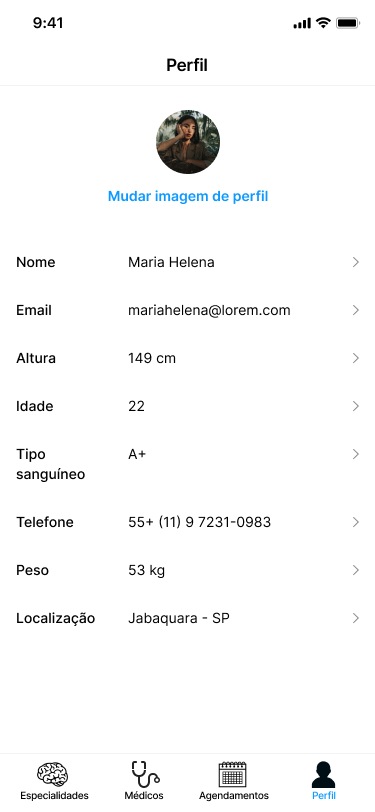 9:41
Perfil
Mudar imagem de perfil
Nome Maria Helena
Email mariahelena@lorem.com
Altura 149 cm
Idade 22
Tipo A+
sanguíneo
Telefone 55+ (11) 9 7231-0983
Peso 53 kg
Localização Jabaquara - SP
Especialidades Médicos Agendamentos Perfil